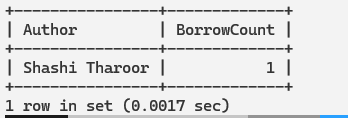 +---------------+-------------+
| Author        | BorrowCount |
+---------------+-------------+
| Shashi Tharoor|           1 |
+---------------+-------------+
1 row in set (0.0017 sec)